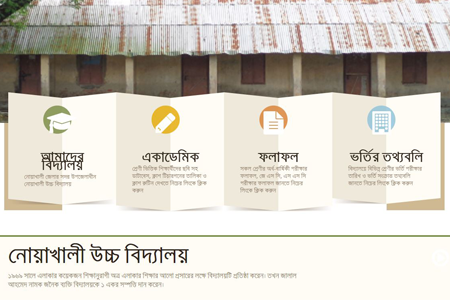 আমাদের
বিদ্যালয়
নোয়াখালী জেলার সদর উপজেলাধীন
নোয়াখালী উচ্চ বিদ্যালয়
একাডেমিক
শ্রেণী ভিত্তিক শিক্ষার্থীদের ছবি সহ
ডাটাবেস, ক্লাশ টিচারগনের তালিকা ও
ক্লাশ রুটিন দেখতে নিচের লিংকে ক্লিক
করুন
ফলাফল
সকল শ্রেণীর অর্ধ বার্ষিকী পরীক্ষার
ফলাফল, জে এস সি, এস এস সি
পরীক্ষার ফলাফল জানতে নিচের
লিংকে ক্লিক করুন
ভর্তির তথ্যবলি
বিদ্যালয়ে বিভিন্ন শ্রেণীর ভর্তি পরীক্ষার
তারিখ ও ভর্তি সংক্রান্ত তথ্যবলি
জানতে নিচের লিংকে ক্লিক করুন
নোয়াখালী উচ্চ বিদ্যালয়
১৯৬৯ সালে এলাকার কয়েকজন শিক্ষানুরাগী অত্র এলাকার শিক্ষার আলো প্রসারের লক্ষে বিদ্যালয়টি প্রতিষ্ঠা করেন। তখন জালাল
আহমেদ নামক জনৈক ব্যক্তি বিদ্যালয়কে ১ একর সম্পত্তি দান করেন।